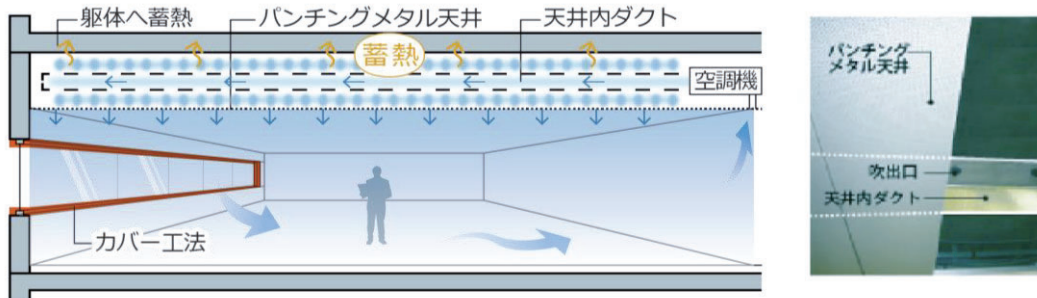 躯体へ蓄熱
パンチングメタル天井
天井内ダクト
蓄熱
空調機
カバー工法
パンチング
メタル天井
吹出口
天井内ダクト